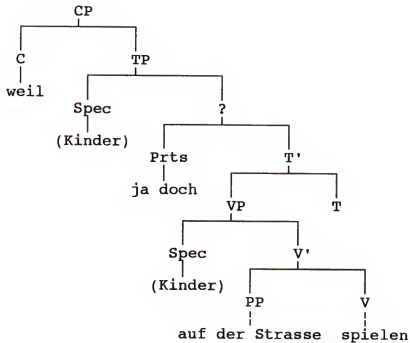 CP
C TP
weil
Spec ?
(Kinder)
Prts T'
ja doch
VP T
Spec V'
(Kinder)
PP V
auf der Strasse spielen